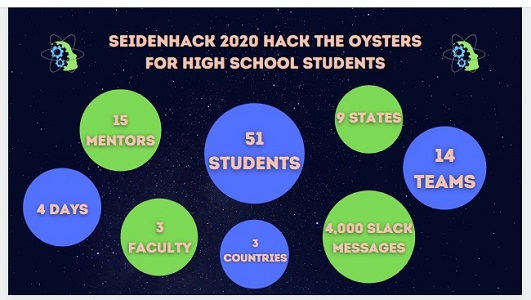 SEIDENHACK 2020 HACK THE OYSTERS
FOR HIGH SCHOOL STUDENTS
15
MENTORS
51
STUDENTS
9 STATES
14
TEAMS
4 DAYS
3
FACULTY
3
COUNTRIES
4,000 SLACK
MESSAGES